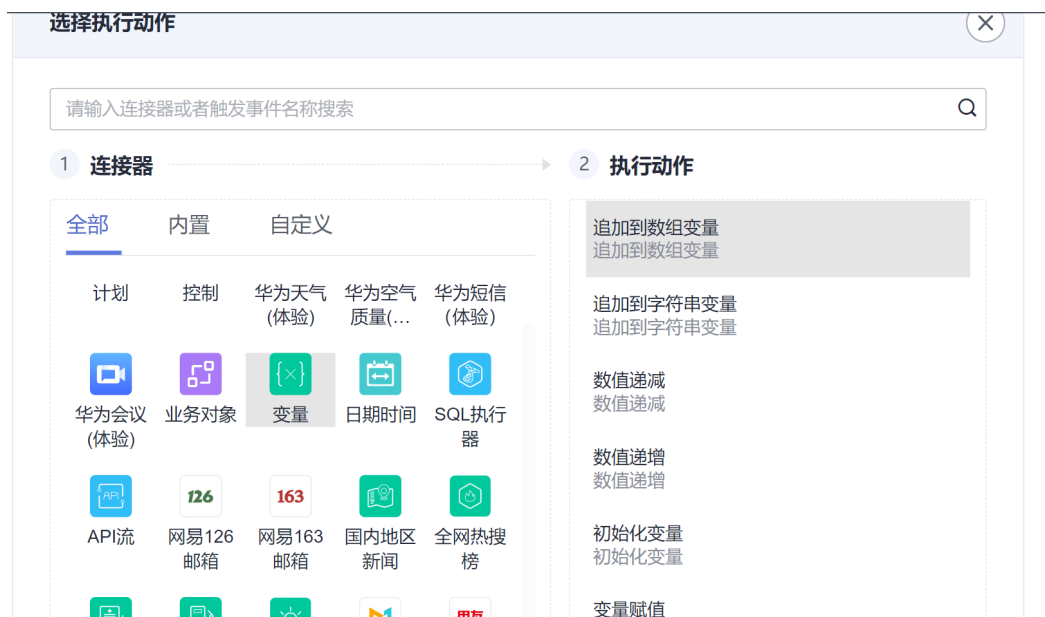 选择执行动作
请输入连接器或者触发事件名称搜索
1 连接器
2 执行动作
全部 内置 自定义
计划 控制 华为天气(体验) 华为空气质量(... 华为短信(体验)
华为会议(体验) 业务对象 变量 日期时间 SQL执行器
API
126
163
API流 网易126邮箱 网易163邮箱 国内地区新闻 全网热搜榜
用友
追加到数组变量
追加到数组变量
追加到字符串变量
追加到字符串变量
数值递减
数值递减
数值递增
数值递增
初始化变量
初始化变量
变量赋值